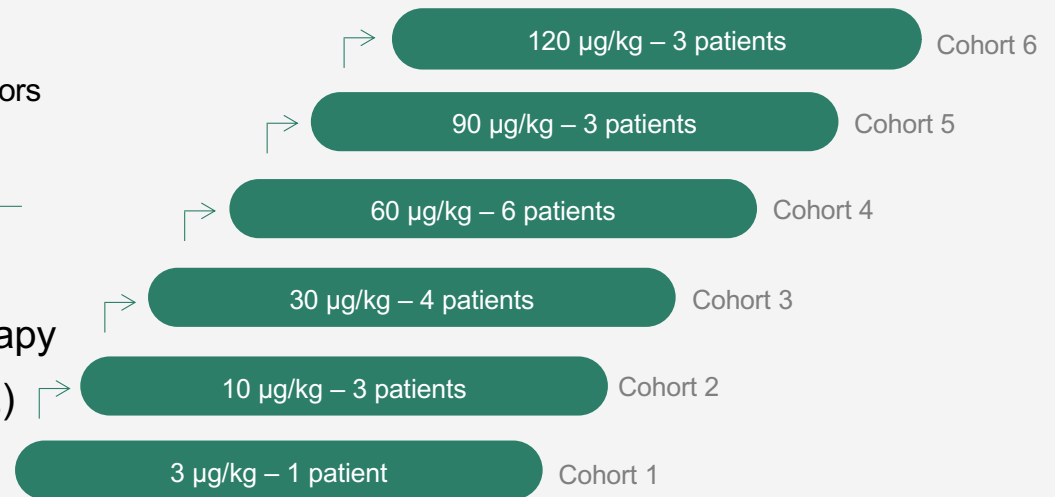 120 µg/kg – 3 patients Cohort 6
ors
90 µg/kg – 3 patients Cohort 5
60 µg/kg – 6 patients Cohort 4
30 µg/kg – 4 patients Cohort 3
apy
10 µg/kg – 3 patients Cohort 2
)
3 µg/kg – 1 patient Cohort 1